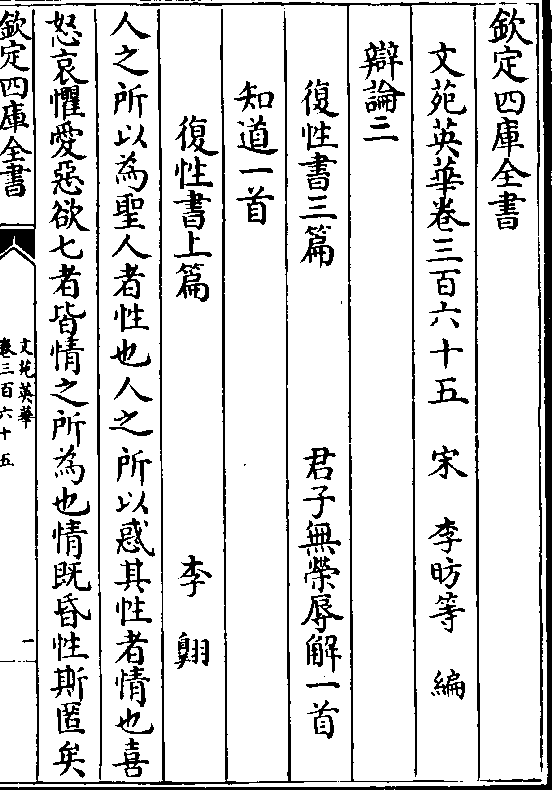 欽定四庫全書
文苑英華卷三百六十五　宋　李昉等　編
辯論三
復性書三篇　君子無榮辱解一首
知道一首
復性書上篇　李　翺
人之所以為聖人者性也人之所以惑其性者情也喜
怒哀懼愛惡欲七者皆情之所為也情既昏性斯匿矣
欽定四庫全書
文苑英華
卷三百六十五
一